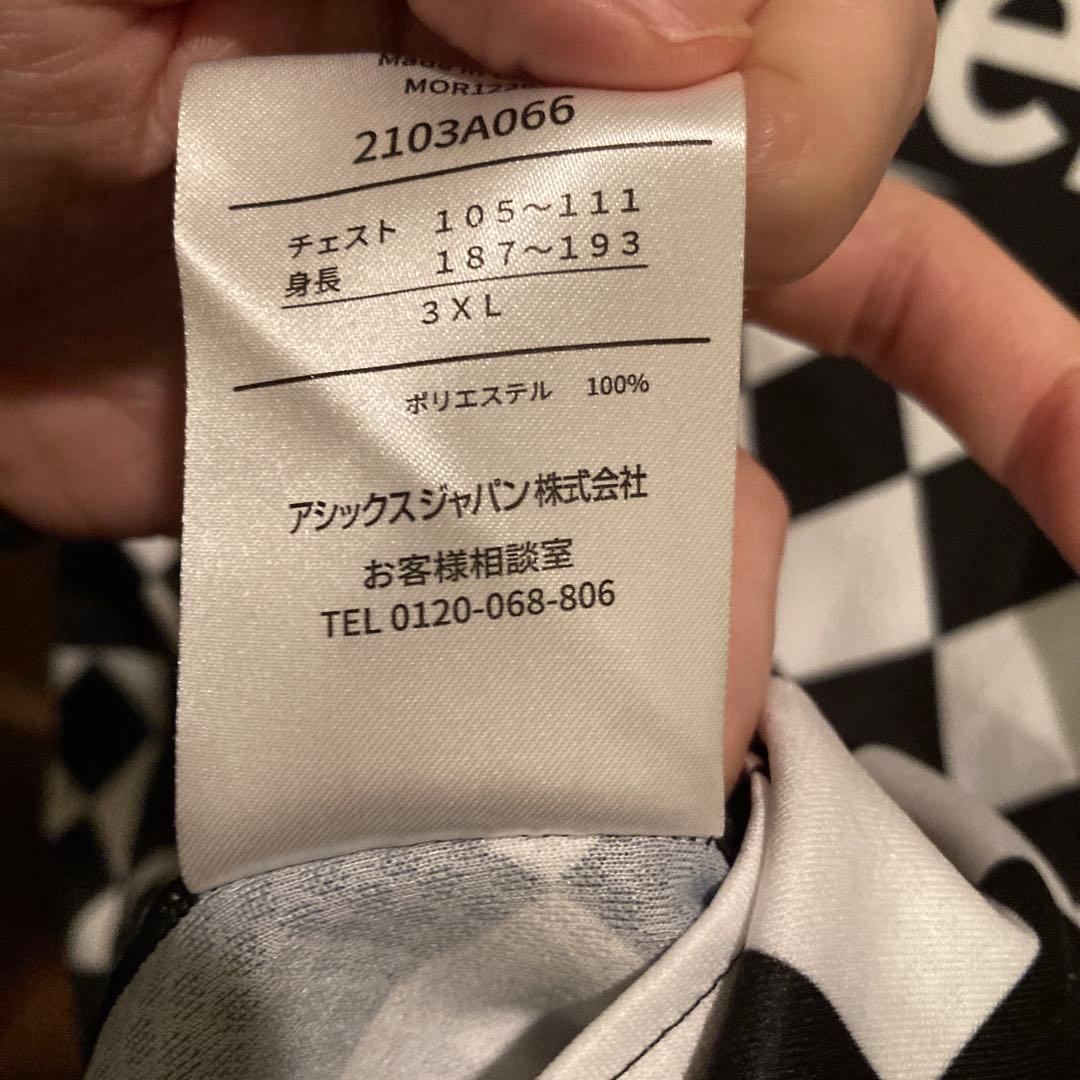 Made in
2103A066
チェスト 105～111
身長 187～193
3XL
ポリエステル 100%
アシックスジャパン株式会社
お客様相談室
TEL 0120-068-806